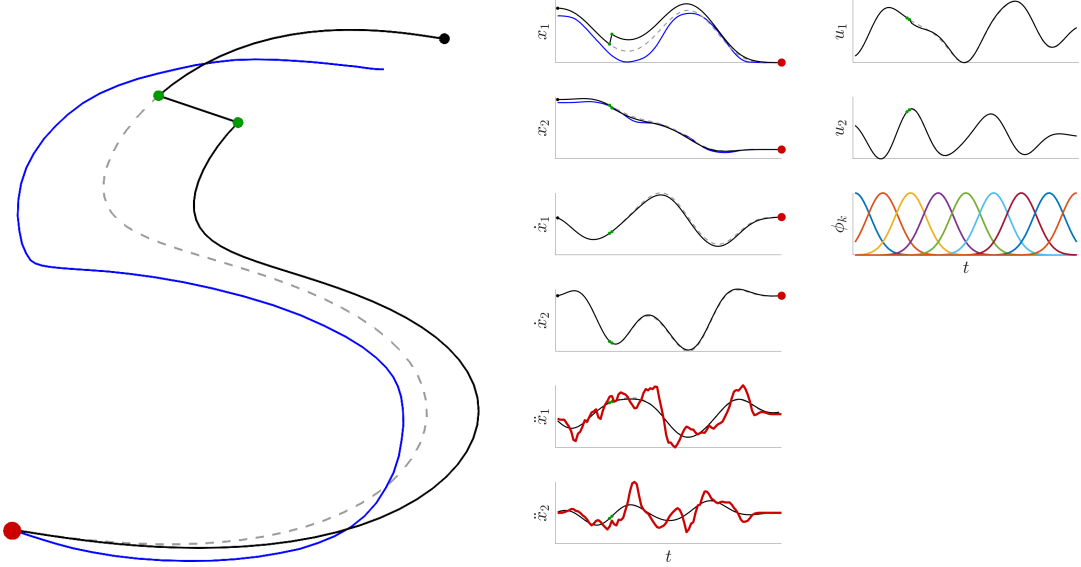 x₁
x₂
ẋ₁
ẋ₂
ẍ₁
ẍ₂
t
u₁
u₂
ϕₖ
t